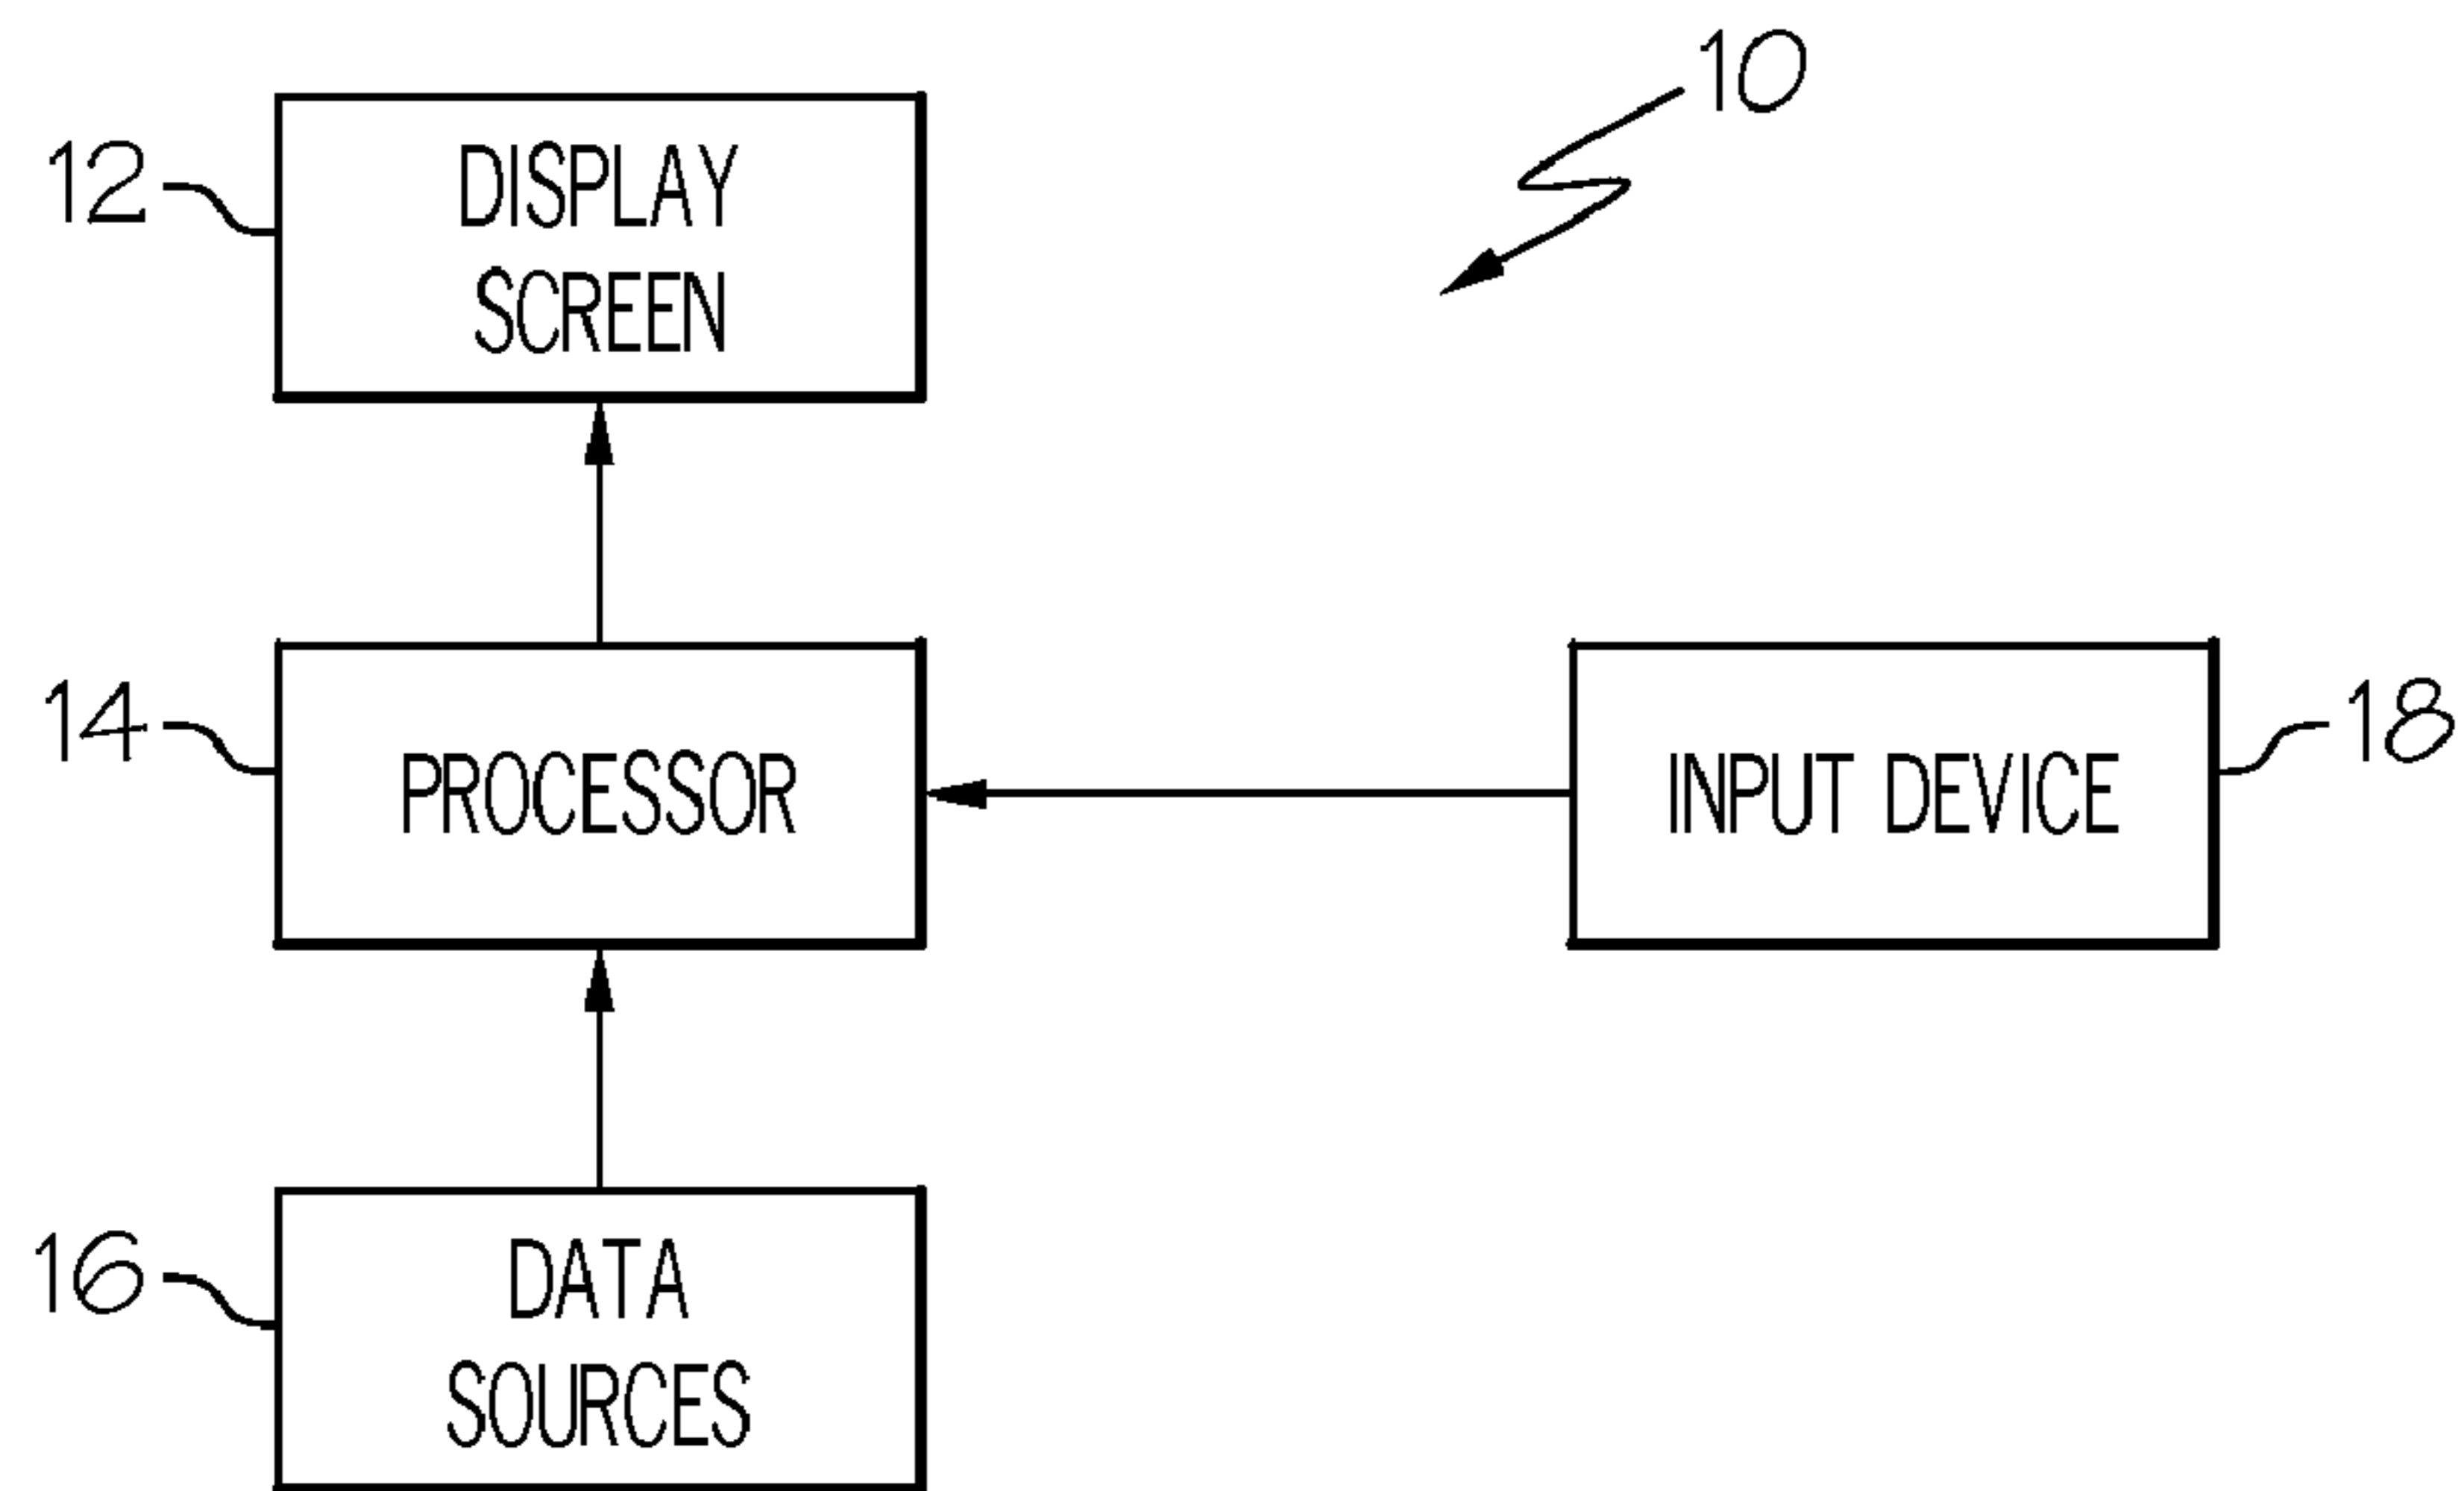 10
12
DISPLAY
SCREEN
14
PROCESSOR
INPUT DEVICE
18
16
DATA
SOURCES